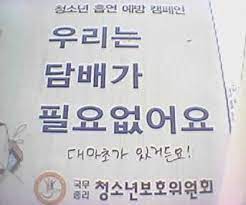 청소년 흡연 예방 캠페인
우리는
담배가
필요없어요
대마초가 있거든요!
국무총리 청소년보호위원회